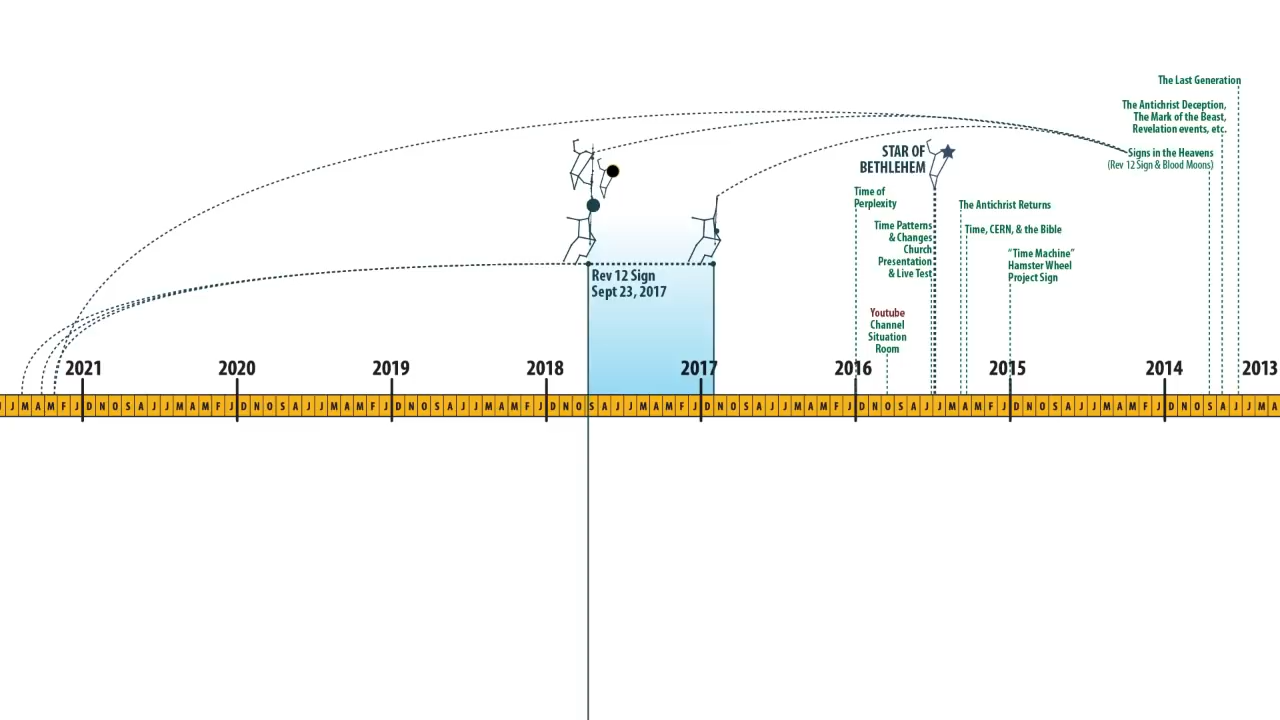 The Last Generation
The Antichrist Deception,
The Mark of the Beast,
Revelation events, etc.
Signs in the Heavens
(Rev 12 Sign & Blood Moons)
STAR OF
BETHLEHEM
Time of
Perplexity
The Antichrist Returns
Time Patterns
& Changes
Church
Presentation
& Live Test
Time, CERN, & the Bible
"Time Machine"
Hamster Wheel
Project Sign
Rev 12 Sign
Sept 23, 2017
Youtube
Channel
Situation
Room
2021 2020 2019 2018 2017 2016 2015 2014 2013
J M A M F J D N O S A J J M A M F J D N O S A J J M A M F J D N O S A J J M A M F J D N O S A J J M A M F J D N O S A J J M A M F J D N O S A J J M A M F J D N O S A J J M A M F J D N O S A J J M A